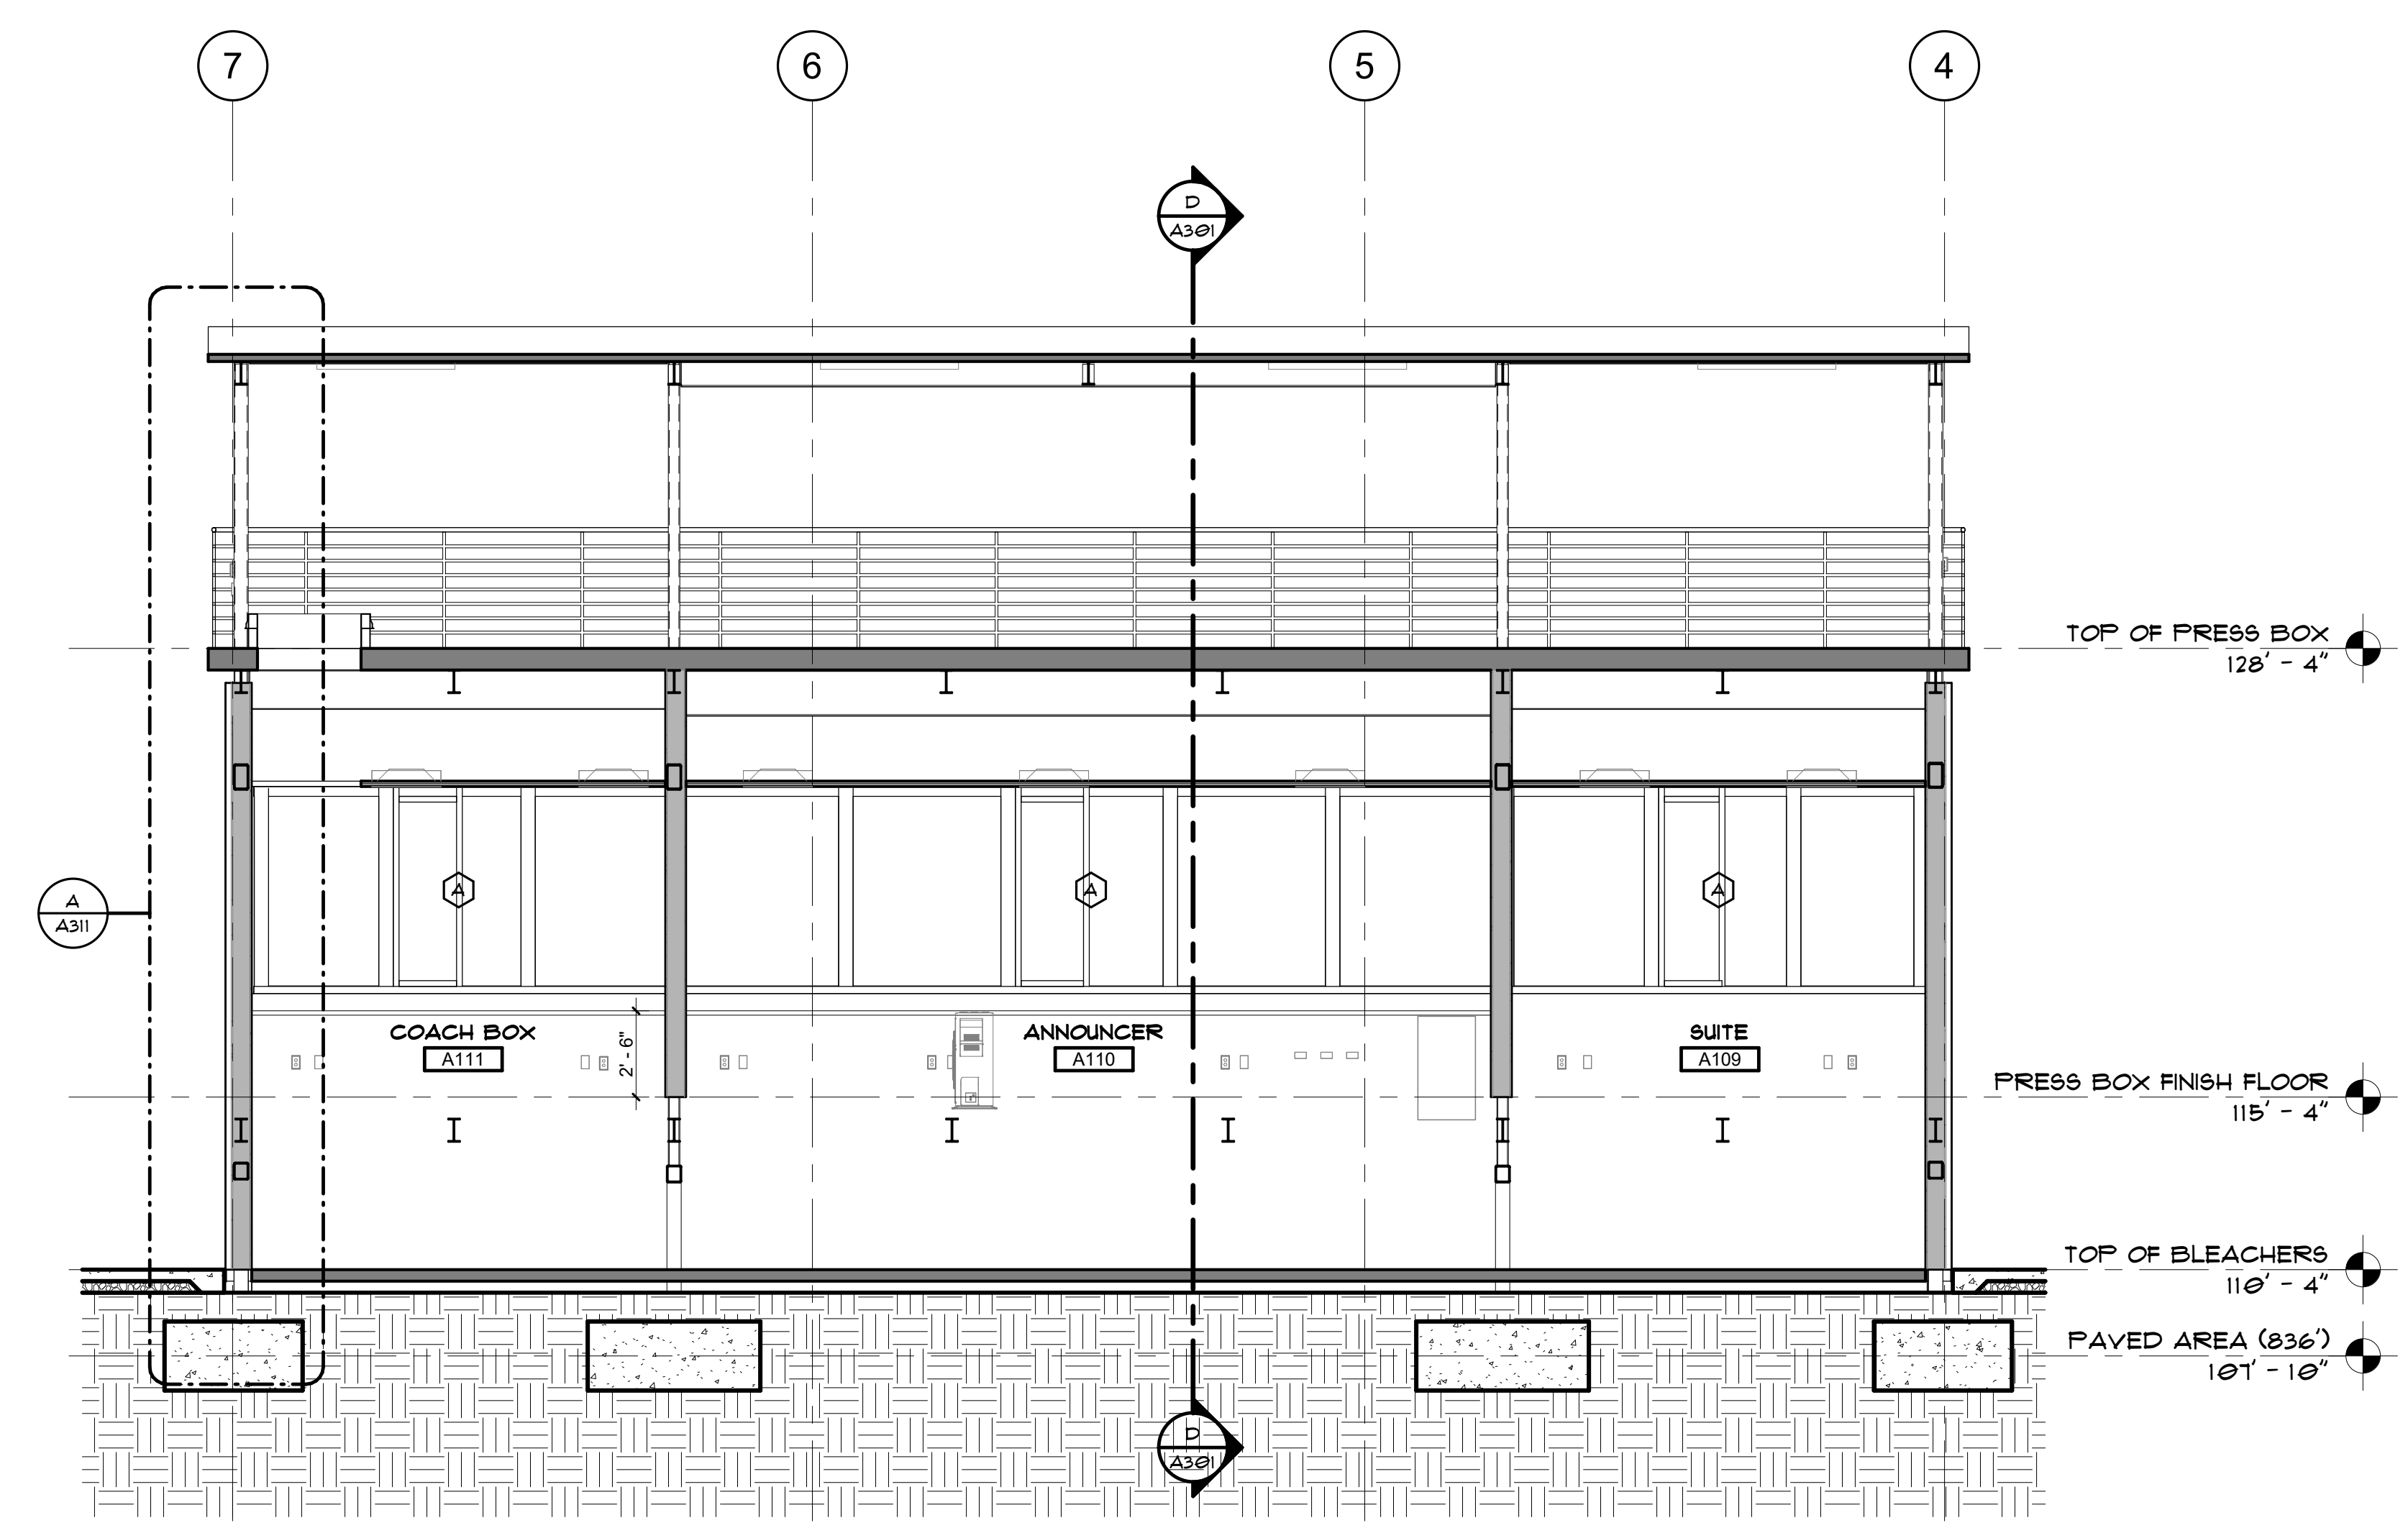 7
6
5
4
D
A301
TOP OF PRESS BOX
128' - 4"
A
A311
A
A
A
COACH BOX
A111
2' - 6"
ANNOUNCER
A110
SUITE
A109
PRESS BOX FINISH FLOOR
115' - 4"
TOP OF BLEACHERS
110' - 4"
PAVED AREA (836')
107' - 10"
D
A301